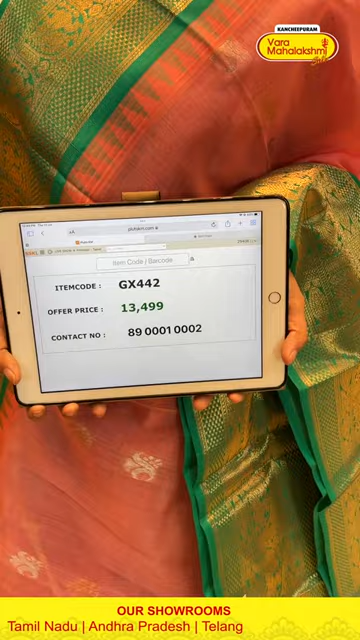 KANCHEEPURAM
Vara
Mahalakshmi
Silks
Item Code / Barcode
ITEMCODE : GX442
OFFER PRICE : 13,499
CONTACT NO : 89 0001 0002
OUR SHOWROOMS
Tamil Nadu | Andhra Pradesh | Telang